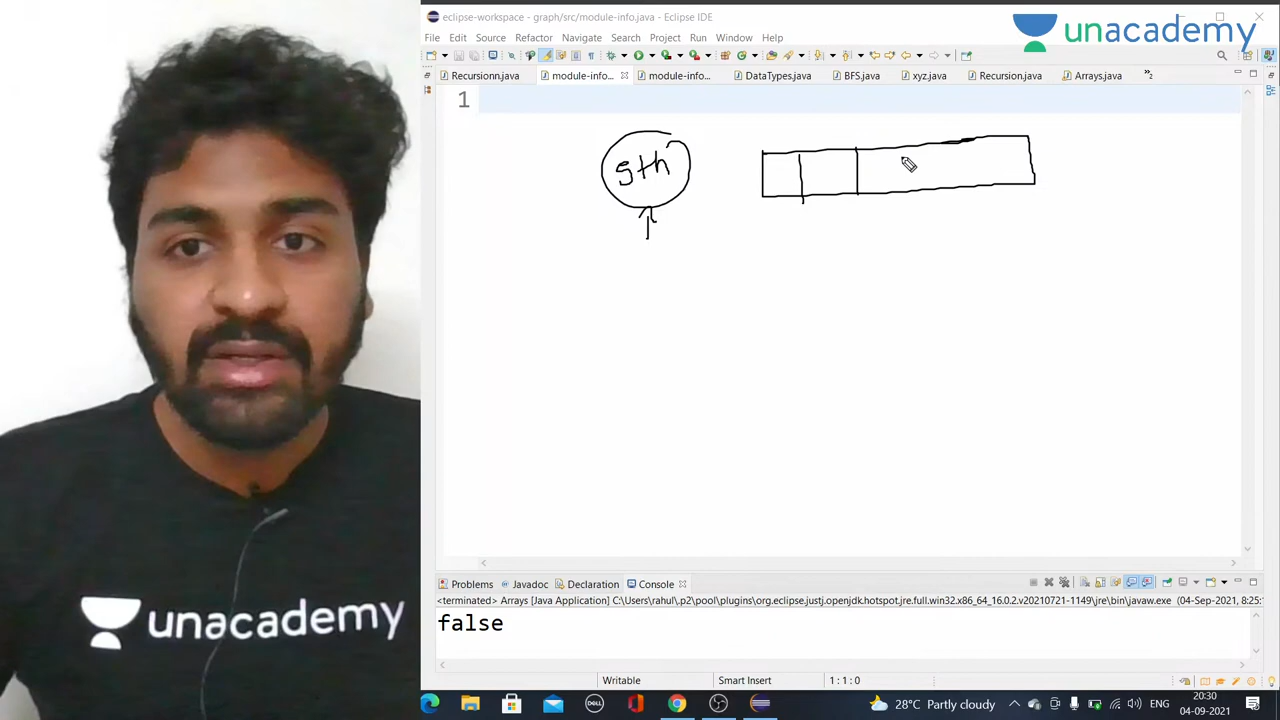 eclipse-workspace - graph/src/module-info.java - Eclipse IDE
unacademy
File Edit Source Refactor Navigate Search Project Run Window Help
Recursionn.java module-info... module-info... DataTypes.java BFS.java xyz.java Recursion.java Arrays.java
1
5th
unacademy
Problems Javadoc Declaration Console
<terminated> Arrays [Java Application] C:\Users\rahul\.p2\pool\plugins\org.eclipse.justj.openjdk.hotspot.jre.full.win32.x86_64_16.0.2.v20210721-1149\jre\bin\javaw.exe (04-Sep-2021, 8:25:
false
Writable Smart Insert 1:1:0
DELL 28°C Partly cloudy ENG 20:30
04-09-2021